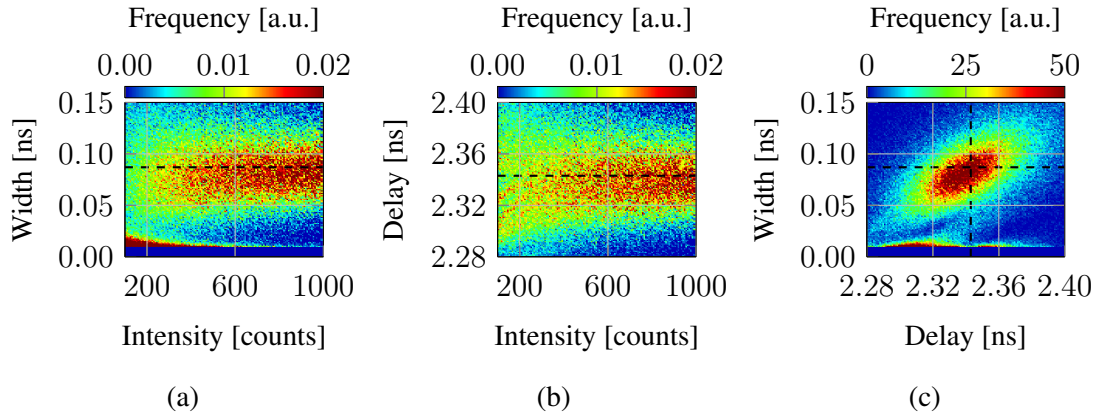 Frequency [a.u.]
0.00 0.01 0.02
0.15
0.10
0.05
0.00
Width [ns]
200 600 1000
Intensity [counts]
(a)
Frequency [a.u.]
0.00 0.01 0.02
2.40
2.36
2.32
2.28
Delay [ns]
200 600 1000
Intensity [counts]
(b)
Frequency [a.u.]
0 25 50
0.15
0.10
0.05
0.00
Width [ns]
2.28 2.32 2.36 2.40
Delay [ns]
(c)